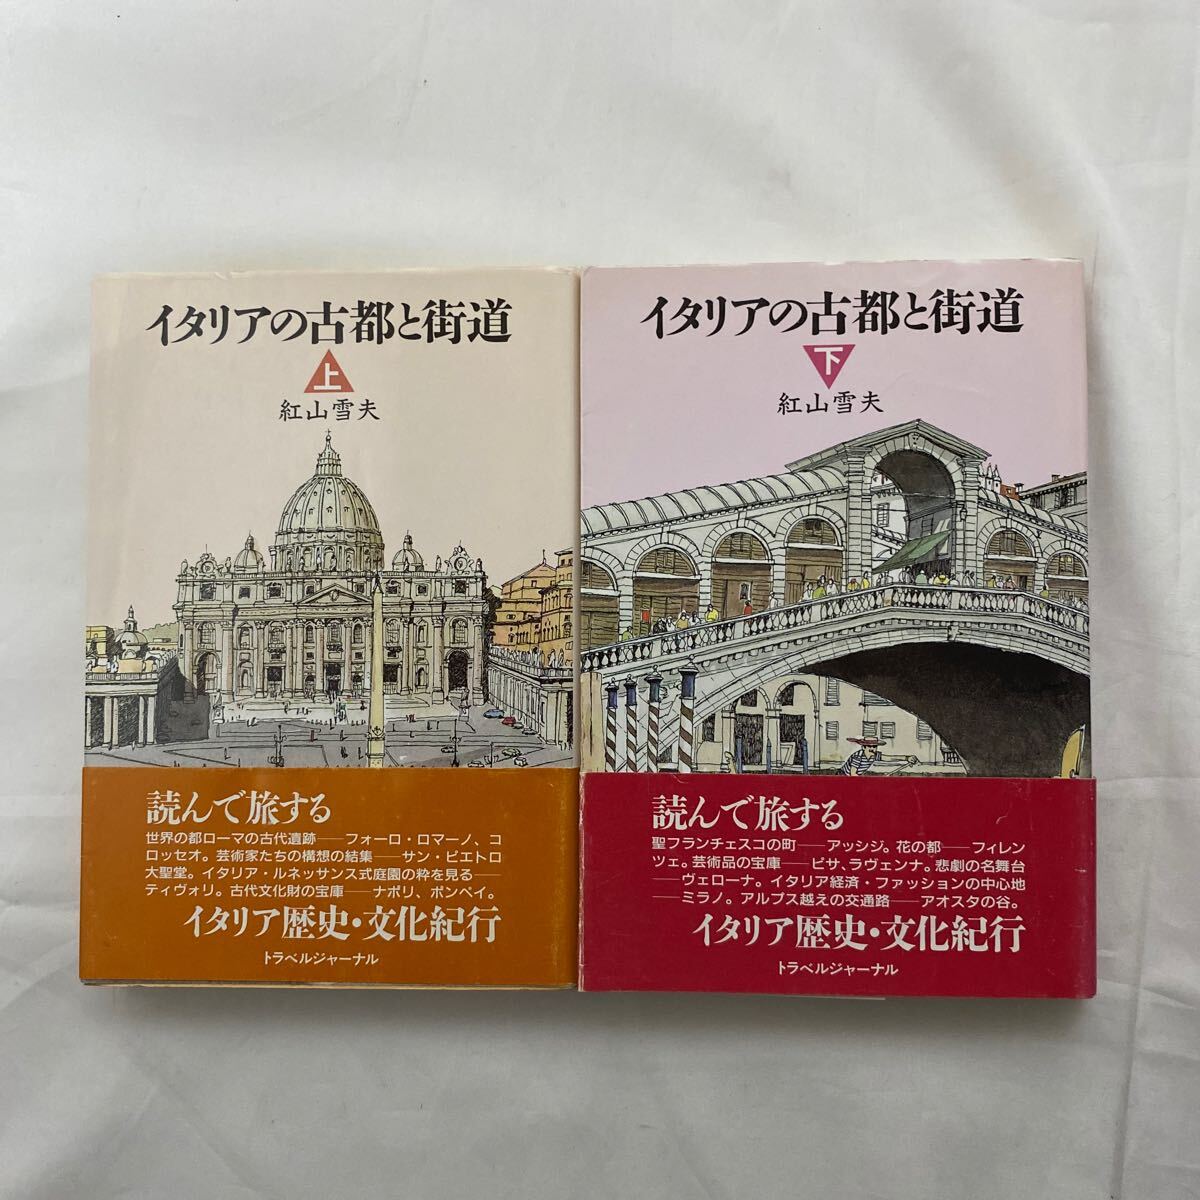 イタリアの古都と街道
上
紅山雪夫
読んで旅する
世界の都ローマの古代遺跡――フォーロ・ロマーノ、コ
ロッセオ。芸術家たちの構想の結集――サン・ピエトロ
大聖堂。イタリア・ルネッサンス式庭園の粋を見る――
ティヴォリ。古代文化財の宝庫――ナポリ、ポンペイ。
イタリア歴史・文化紀行
トラベルジャーナル
イタリアの古都と街道
下
紅山雪夫
読んで旅する
聖フランチェスコの町――アッシジ。花の都――フィレン
ツェ。芸術品の宝庫――ピサ、ラヴェンナ。悲劇の名舞台
――ヴェローナ。イタリア経済・ファッションの中心地
――ミラノ。アルプス越えの交通路――アオスタの谷。
イタリア歴史・文化紀行
トラベルジャーナル